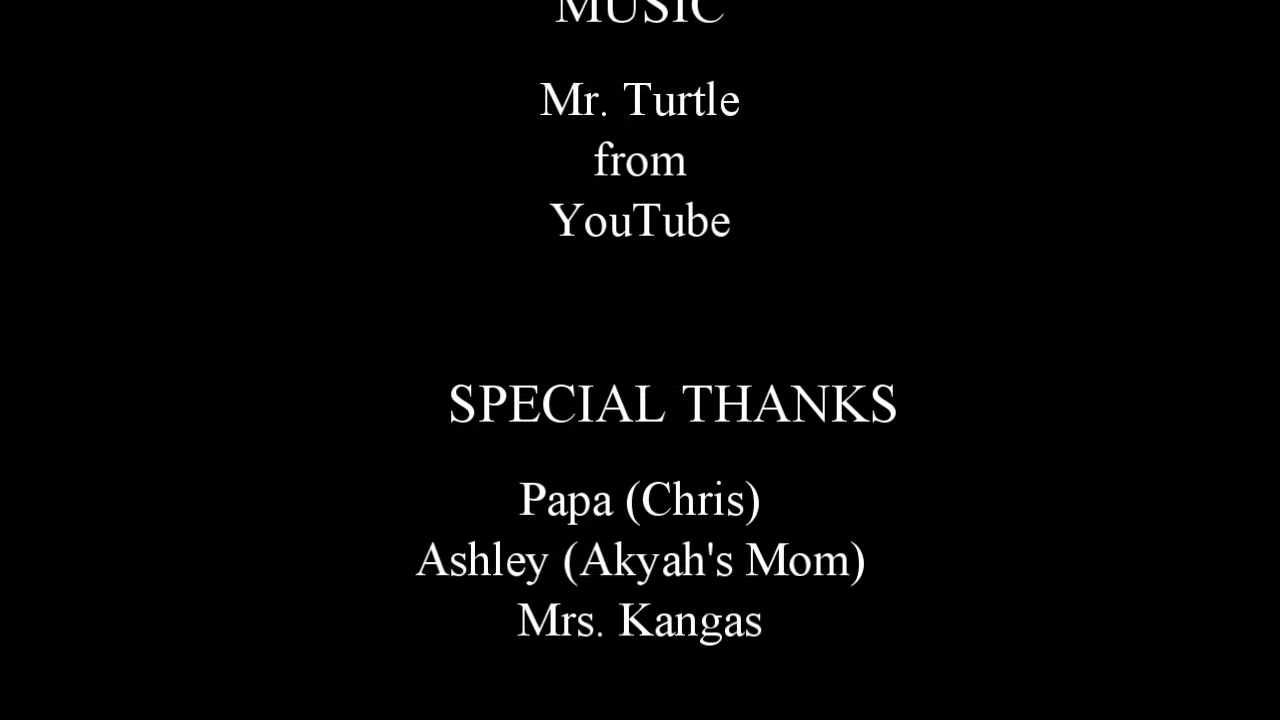 MUSIC
Mr. Turtle
from
YouTube
SPECIAL THANKS
Papa (Chris)
Ashley (Akyah's Mom)
Mrs. Kangas